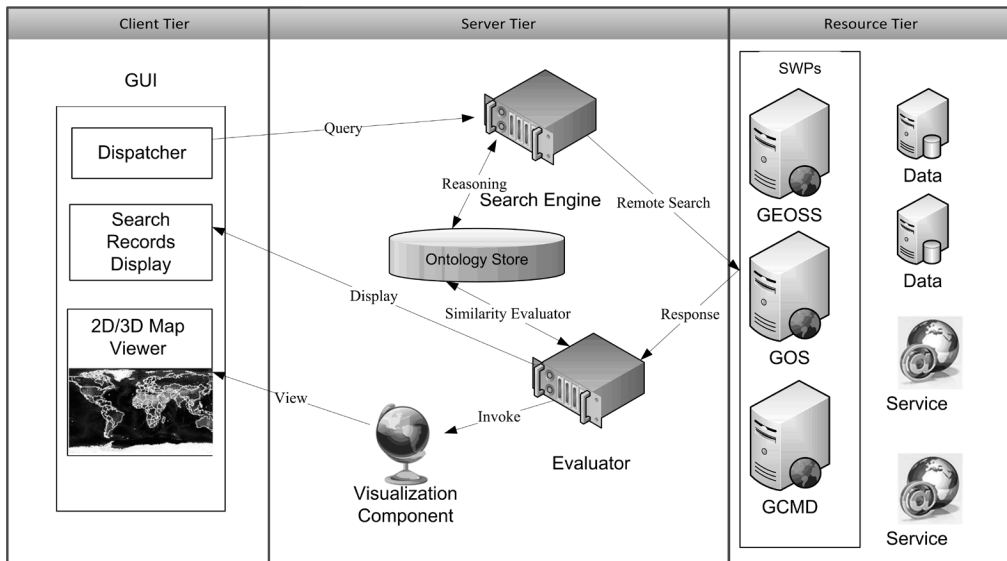 Client Tier
Server Tier
Resource Tier
GUI
Dispatcher
Search
Records
Display
2D/3D Map
Viewer
Query
Reasoning
Search Engine
Remote Search
Ontology Store
Display
Similarity Evaluator
Response
View
Invoke
Evaluator
Visualization
Component
SWPs
GEOSS
GOS
GCMD
Data
Data
Service
Service